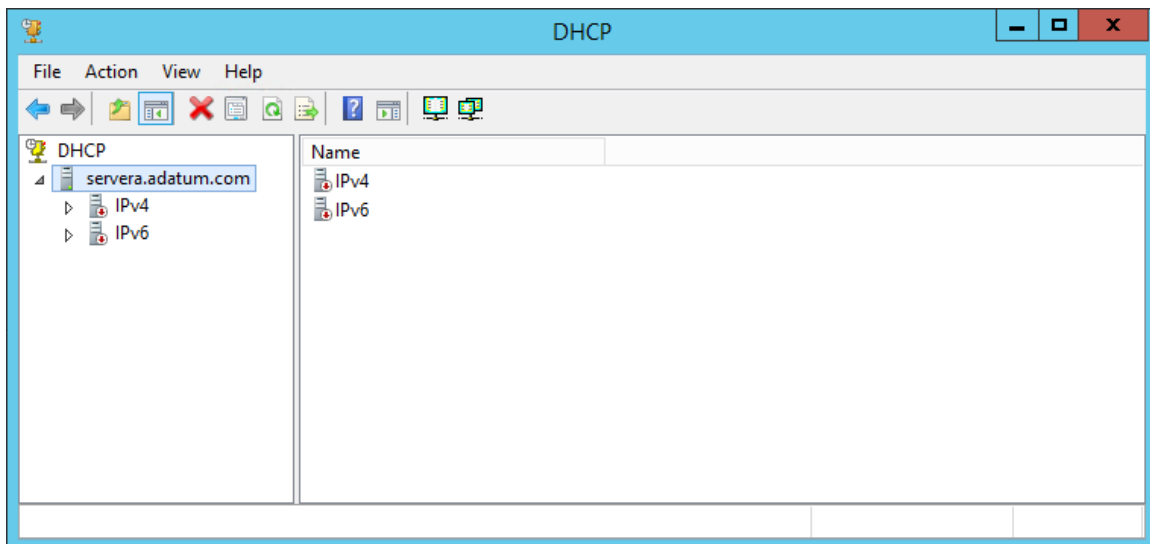 DHCP
File Action View Help
DHCP
servera.adatum.com
IPv4
IPv6
Name
IPv4
IPv6